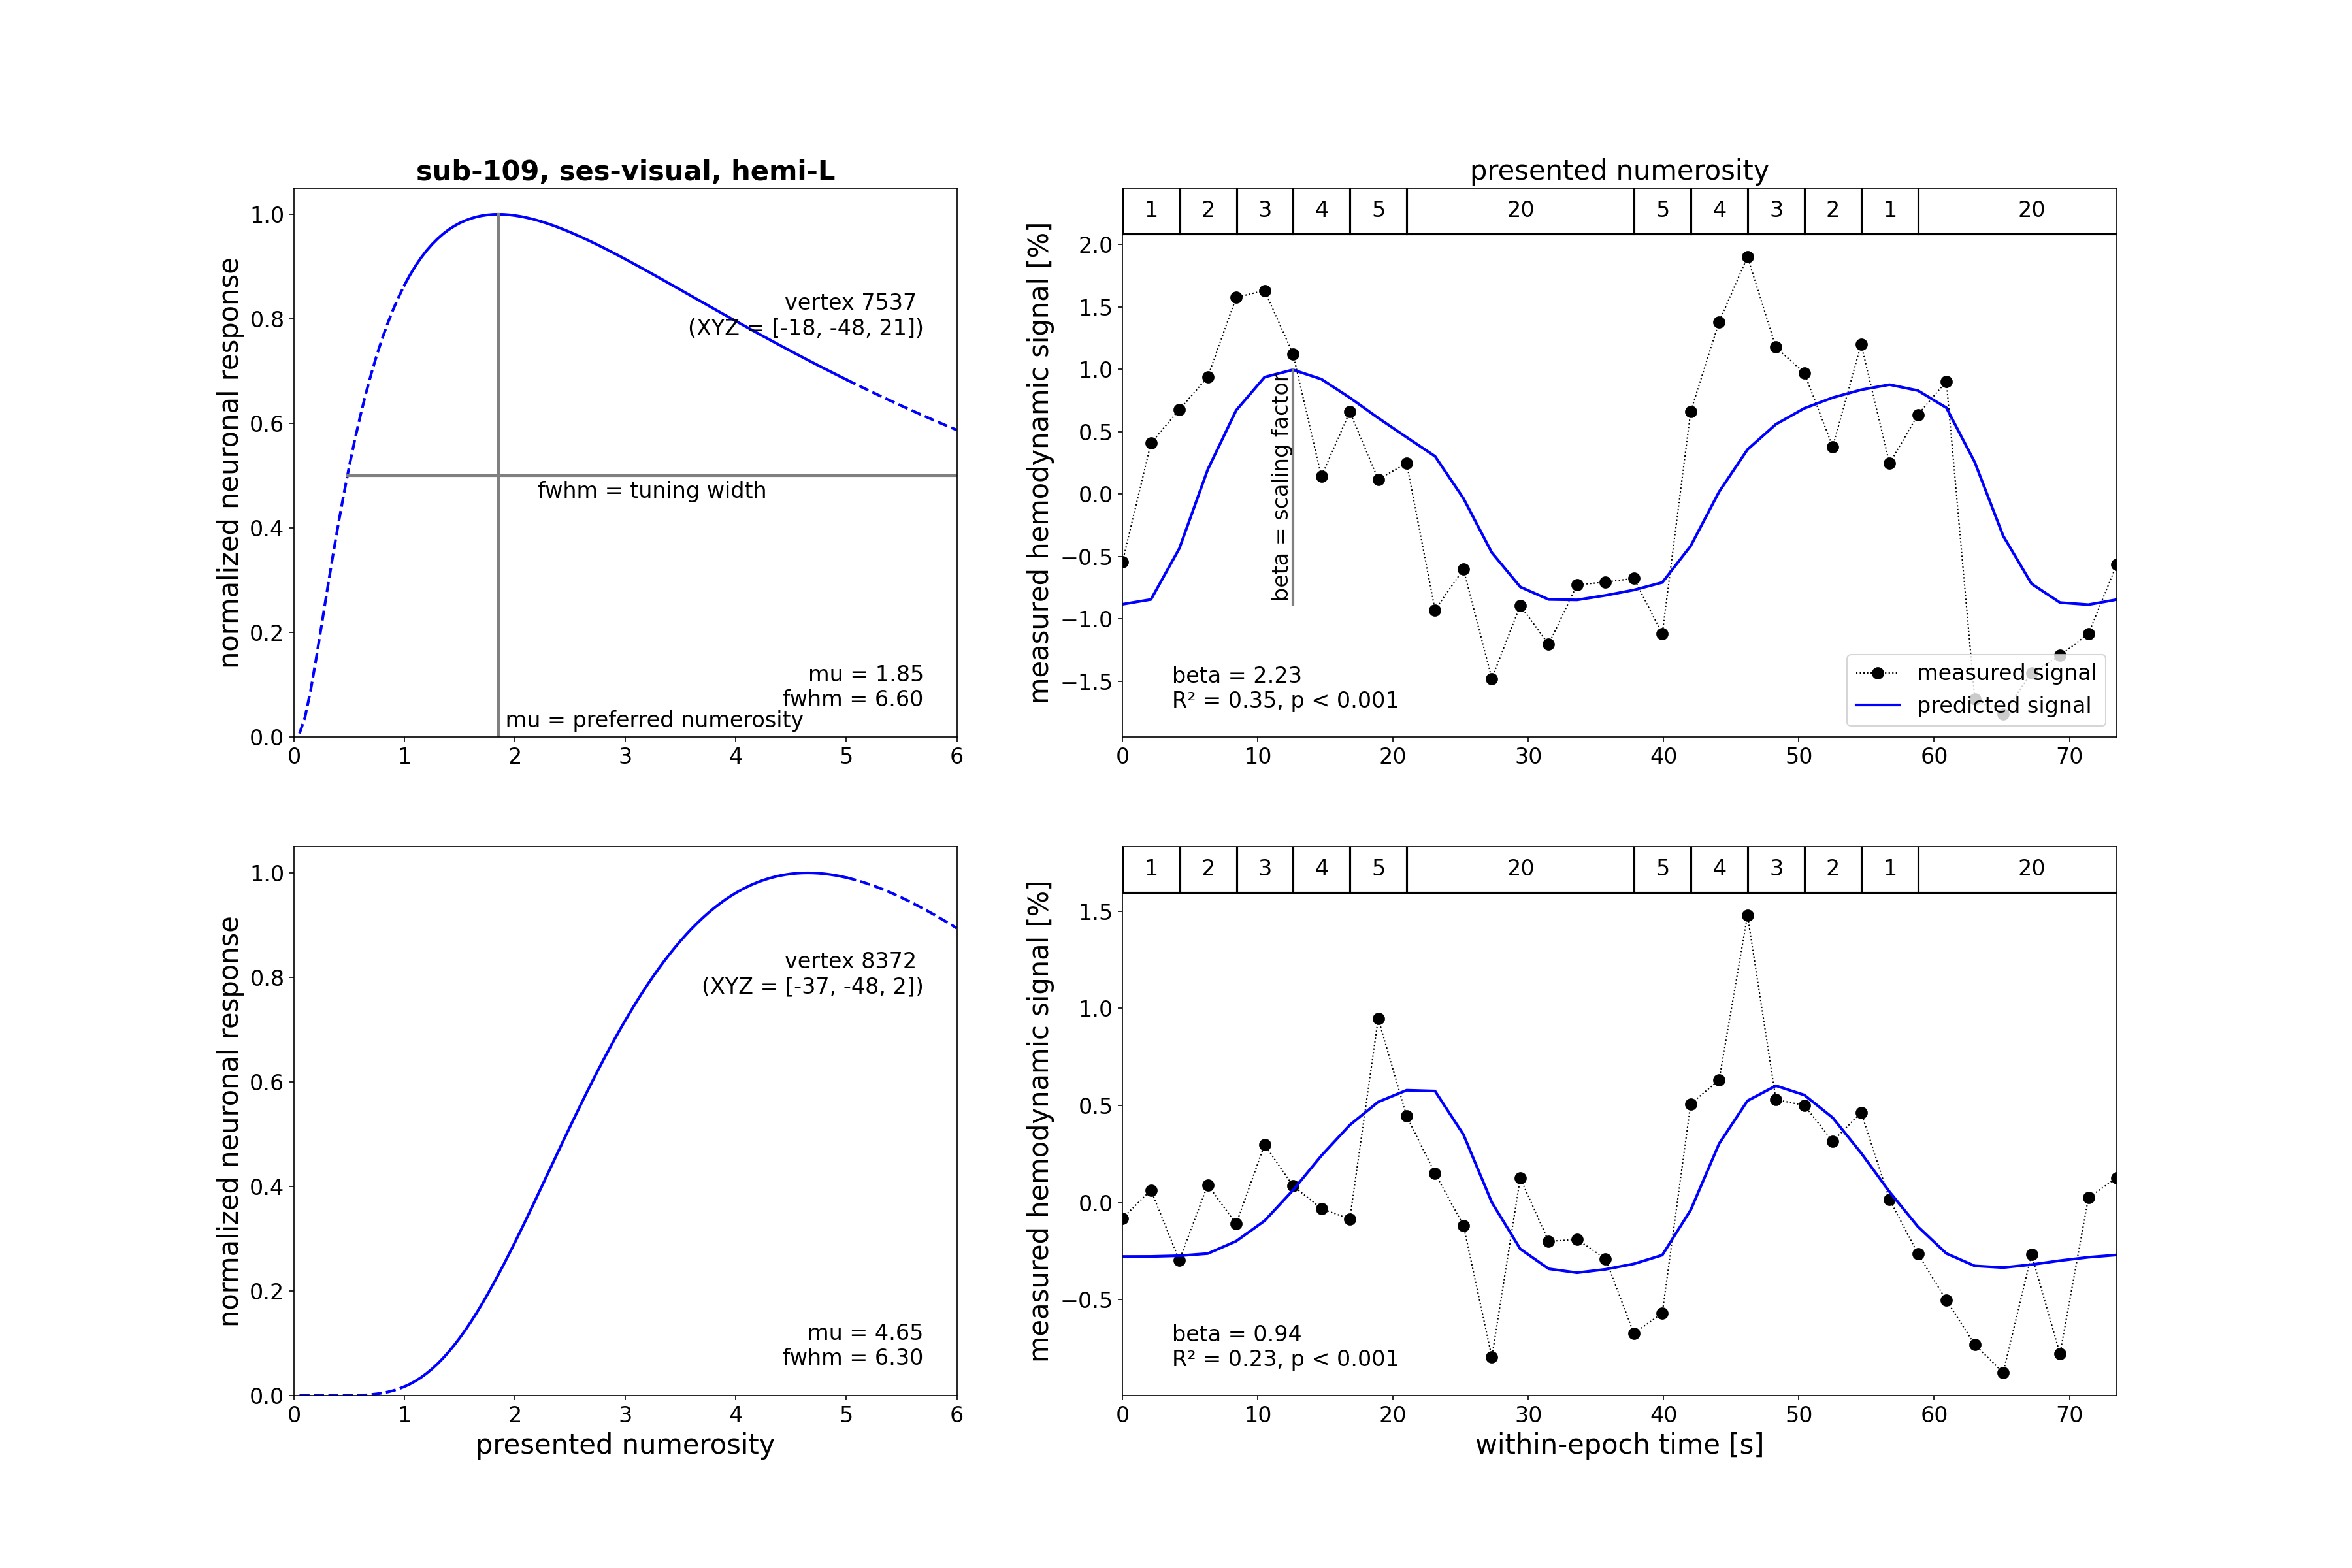 sub-109, ses-visual, hemi-L
normalized neuronal response
1.0
0.8
0.6
0.4
0.2
0.0
vertex 7537
(XYZ = [-18, -48, 21])
fwhm = tuning width
mu = 1.85
fwhm = 6.60
mu = preferred numerosity
0 1 2 3 4 5 6
presented numerosity
1 2 3 4 5 20 5 4 3 2 1 20
measured hemodynamic signal [%]
2.0
1.5
1.0
0.5
0.0
−0.5
−1.0
−1.5
beta = scaling factor
beta = 2.23
R² = 0.35, p < 0.001
measured signal
predicted signal
0 10 20 30 40 50 60 70
normalized neuronal response
1.0
0.8
0.6
0.4
0.2
0.0
vertex 8372
(XYZ = [-37, -48, 2])
mu = 4.65
fwhm = 6.30
0 1 2 3 4 5 6
presented numerosity
1 2 3 4 5 20 5 4 3 2 1 20
measured hemodynamic signal [%]
1.5
1.0
0.5
0.0
−0.5
beta = 0.94
R² = 0.23, p < 0.001
0 10 20 30 40 50 60 70
within-epoch time [s]